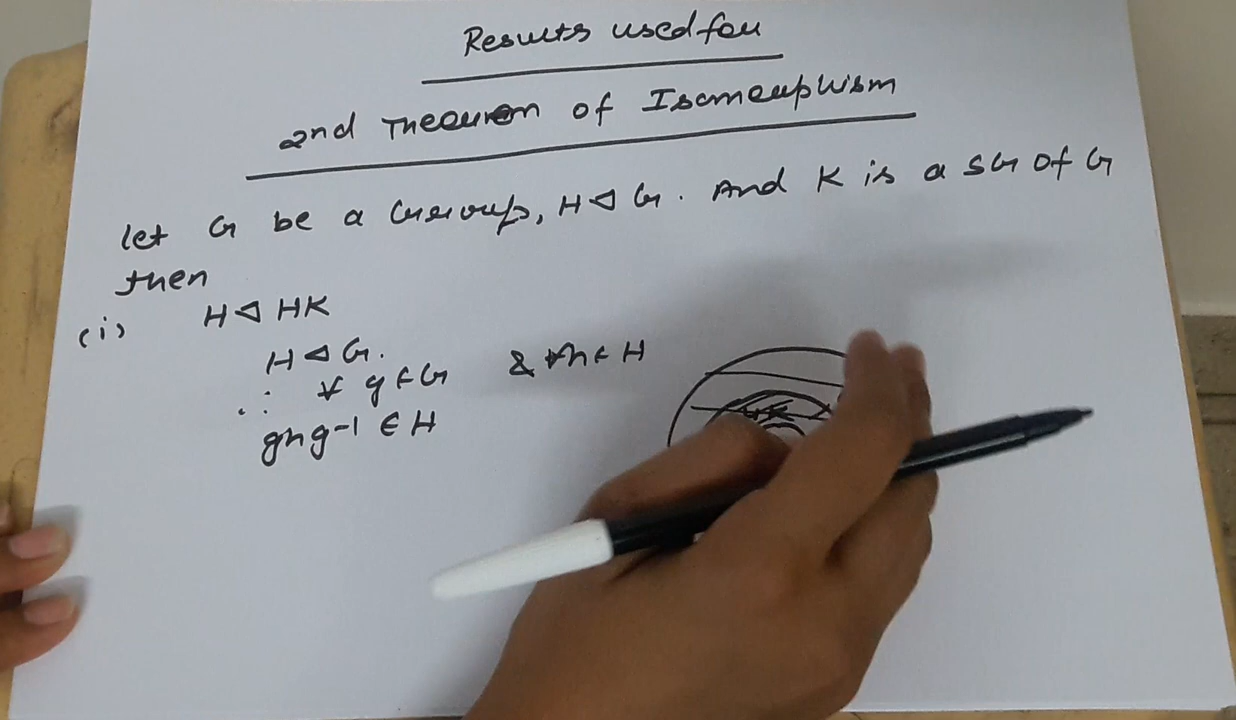 Results used for
2nd Theorem of Isomorphism
let G be a Group, H ⊲ G. And K is a SG of G
then
(i) H ⊲ HK
H ⊲ G.
∴ ∀ g ∈ G & ∀ h ∈ H
ghg-1 ∈ H